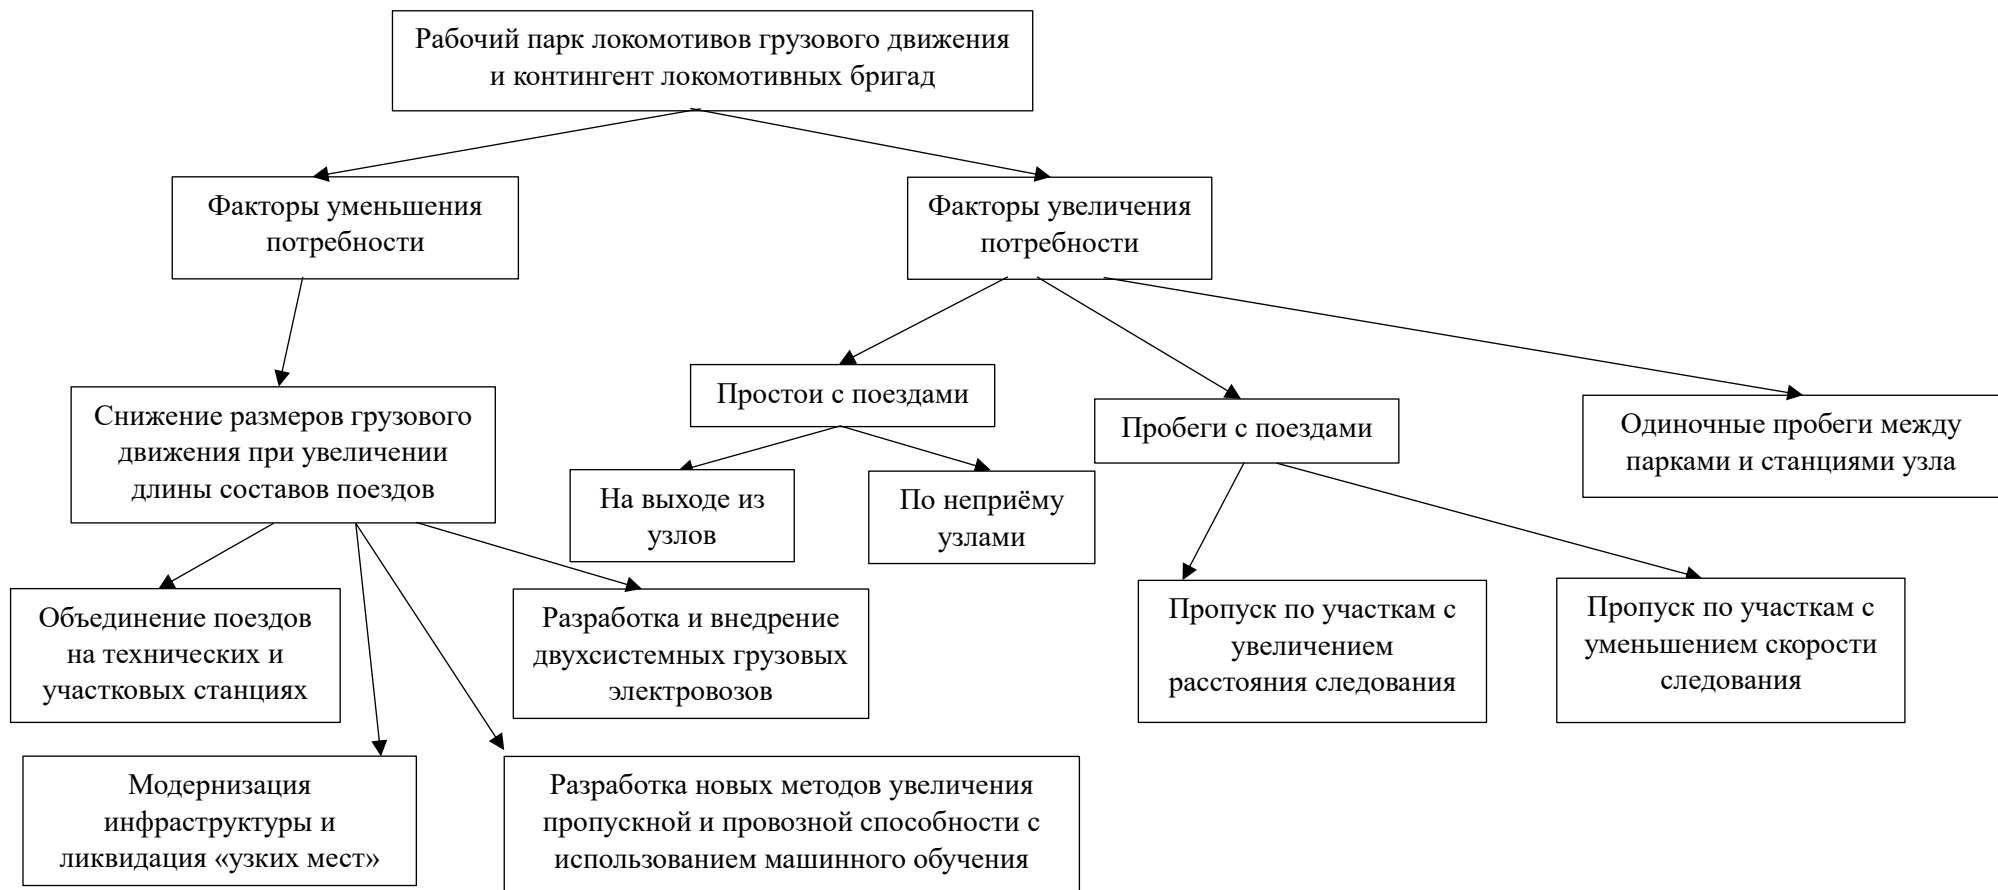 Рабочий парк локомотивов грузового движения
и контингент локомотивных бригад
Факторы уменьшения
потребности
Факторы увеличения
потребности
Снижение размеров грузового
движения при увеличении
длины составов поездов
Простои с поездами
Пробеги с поездами
Одиночные пробеги между
парками и станциями узла
На выходе из
узлов
По неприёму
узлами
Объединение поездов
на технических и
участковых станциях
Разработка и внедрение
двухсистемных грузовых
электровозов
Пропуск по участкам с
увеличением
расстояния следования
Пропуск по участкам с
уменьшением скорости
следования
Модернизация
инфраструктуры и
ликвидация «узких мест»
Разработка новых методов увеличения
пропускной и провозной способности с
использованием машинного обучения